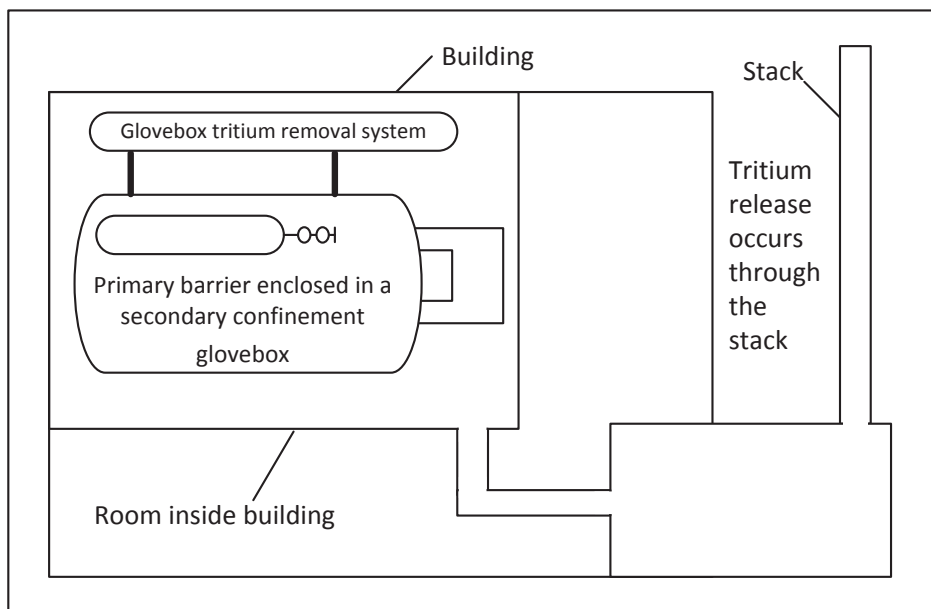 Building
Stack
Glovebox tritium removal system
Primary barrier enclosed in a
secondary confinement
glovebox
Tritium
release
occurs
through
the
stack
Room inside building